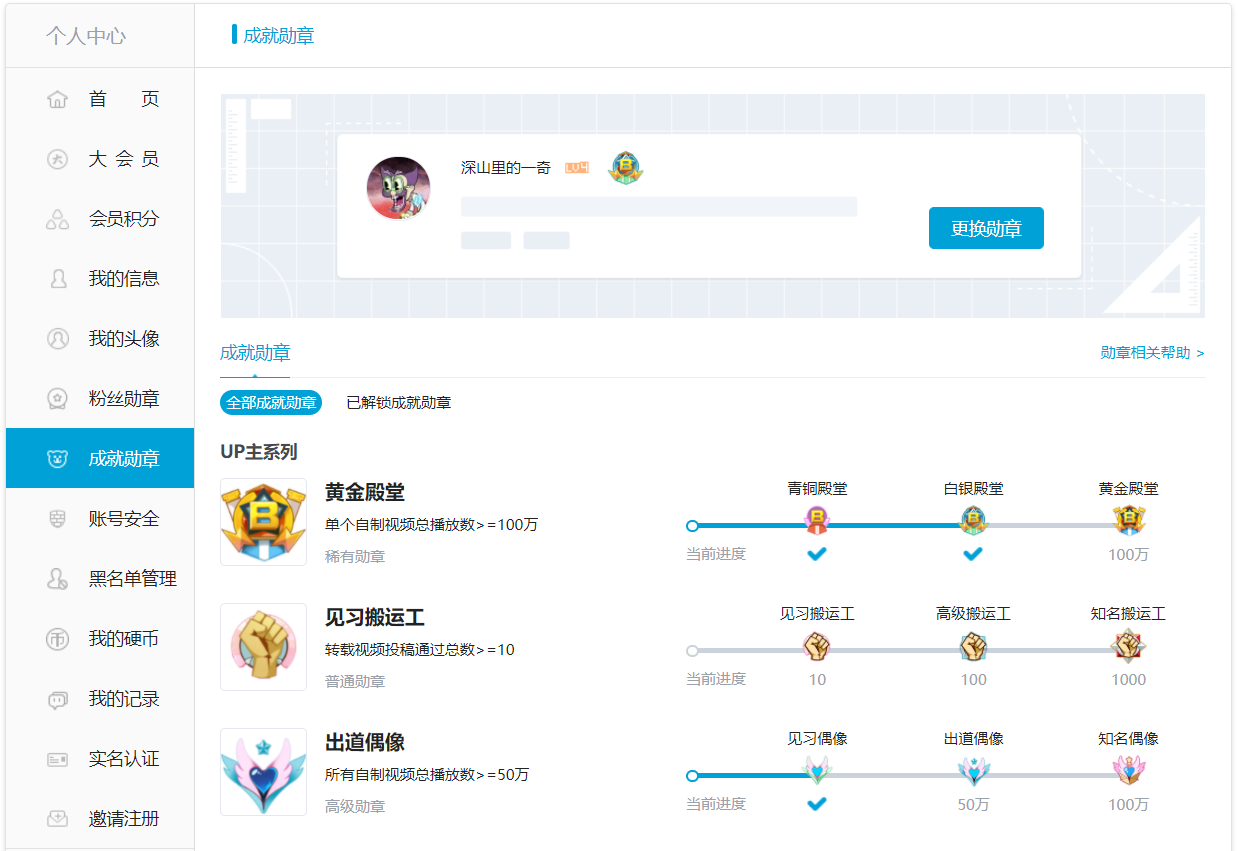 个人中心
成就勋章
首 页
大 会 员
会员积分
我的信息
我的头像
粉丝勋章
成就勋章
账号安全
黑名单管理
我的硬币
我的记录
实名认证
邀请注册
深山里的一奇 LV4 B
更换勋章
成就勋章
勋章相关帮助 >
全部成就勋章 已解锁成就勋章
UP主系列
黄金殿堂
单个自制视频总播放数>=100万
稀有勋章
青铜殿堂 白银殿堂 黄金殿堂
当前进度 100万
见习搬运工
转载视频投稿通过总数>=10
普通勋章
见习搬运工 高级搬运工 知名搬运工
当前进度 10 100 1000
出道偶像
所有自制视频总播放数>=50万
高级勋章
见习偶像 出道偶像 知名偶像
当前进度 50万 100万